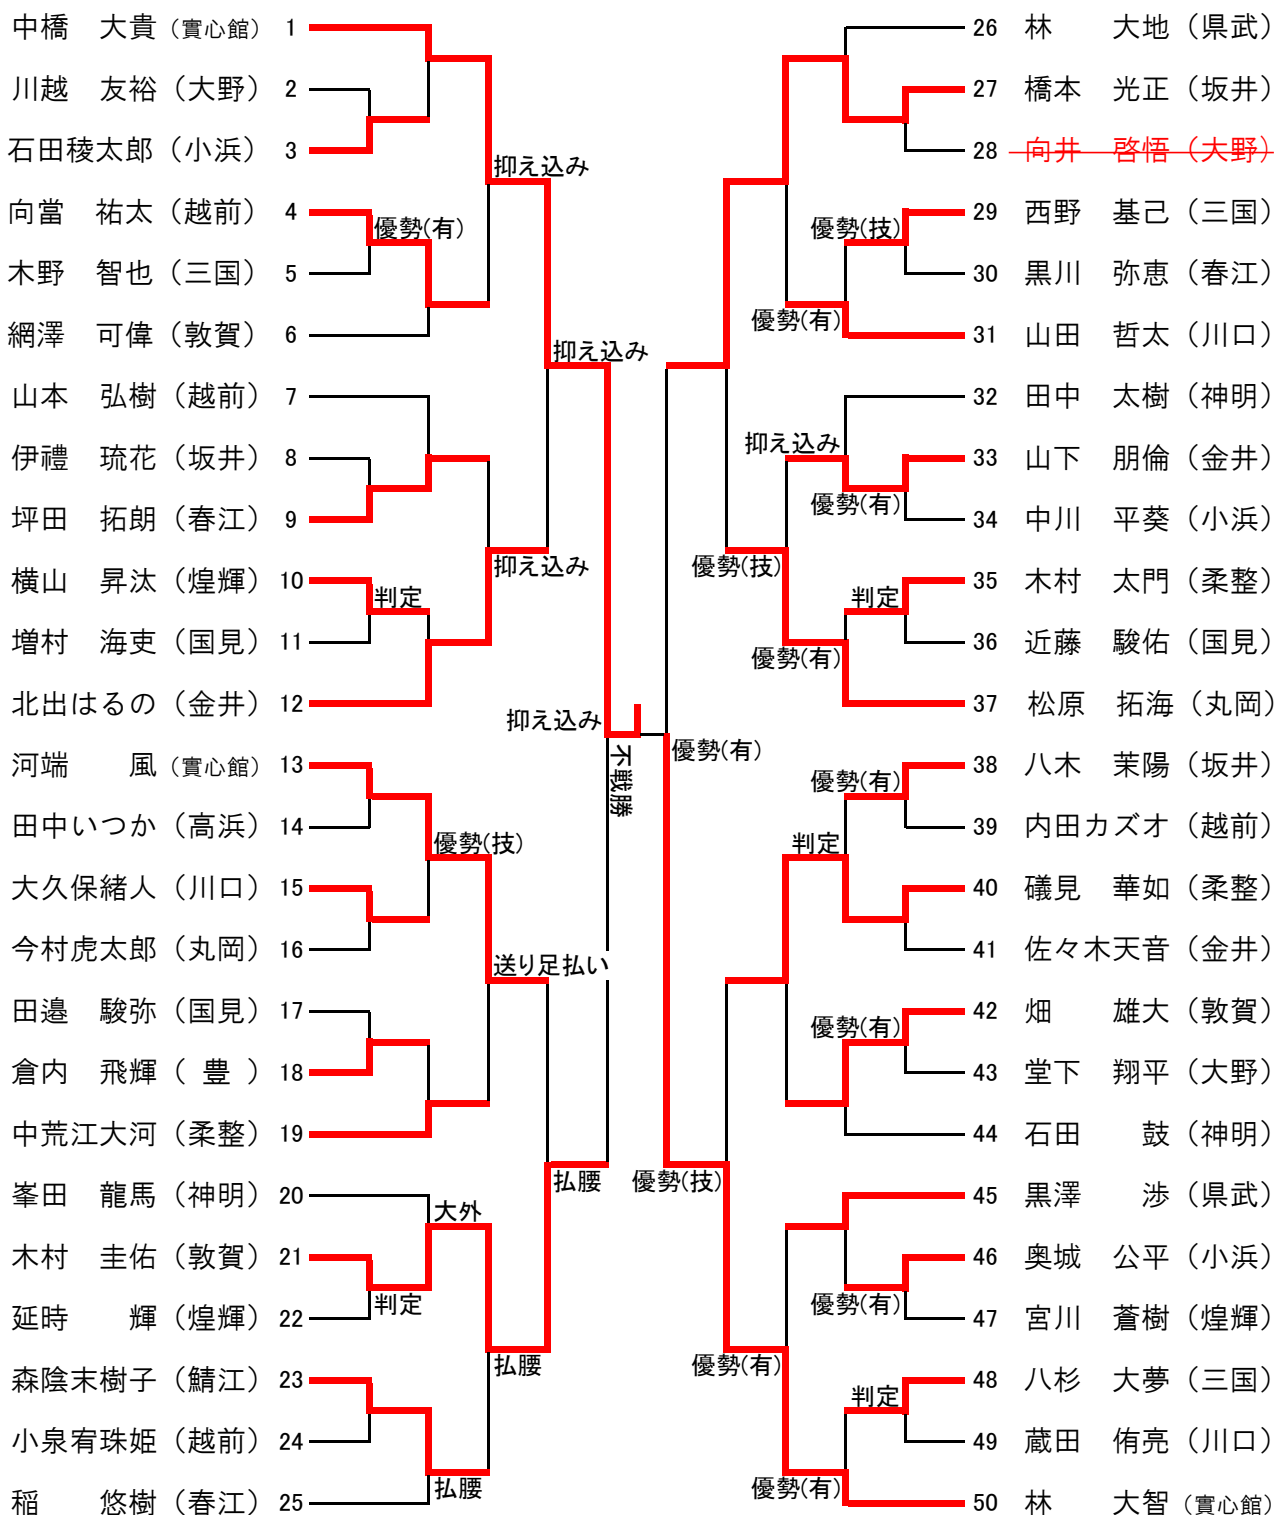 中橋　大貴（實心館） 1
川越　友裕（大野） 2
石田稜太郎（小浜） 3
向當　祐太（越前） 4
木野　智也（三国） 5
網澤　可偉（敦賀） 6
山本　弘樹（越前） 7
伊禮　琉花（坂井） 8
坪田　拓朗（春江） 9
横山　昇汰（煌輝） 10
増村　海吏（国見） 11
北出はるの（金井） 12
河端　　風（實心館） 13
田中いつか（高浜） 14
大久保緒人（川口） 15
今村虎太郎（丸岡） 16
田邉　駿弥（国見） 17
倉内　飛輝（ 豊 ） 18
中荒江大河（柔整） 19
峯田　龍馬（神明） 20
木村　圭佑（敦賀） 21
延時　　輝（煌輝） 22
森陰末樹子（鯖江） 23
小泉宥珠姫（越前） 24
稲　　悠樹（春江） 25
優勢(有)
判定
優勢(技)
大外
判定
払腰
抑え込み
抑え込み
送り足払い
払腰
抑え込み
払腰
抑え込み
不戦勝
優勢(有)
優勢(技)
優勢(技)
優勢(有)
抑え込み
優勢(技)
優勢(有)
優勢(有)
優勢(有)
判定
優勢(有)
優勢(有)
判定
優勢(有)
優勢(有)
判定
優勢(有)
26 林　　大地（県武）
27 橋本　光正（坂井）
28 向井　啓悟（大野）
29 西野　基己（三国）
30 黒川　弥恵（春江）
31 山田　哲太（川口）
32 田中　太樹（神明）
33 山下　朋倫（金井）
34 中川　平葵（小浜）
35 木村　太門（柔整）
36 近藤　駿佑（国見）
37 松原　拓海（丸岡）
38 八木　茉陽（坂井）
39 内田カズオ（越前）
40 礒見　華如（柔整）
41 佐々木天音（金井）
42 畑　　雄大（敦賀）
43 堂下　翔平（大野）
44 石田　　鼓（神明）
45 黒澤　　渉（県武）
46 奥城　公平（小浜）
47 宮川　蒼樹（煌輝）
48 八杉　大夢（三国）
49 蔵田　侑亮（川口）
50 林　　大智（實心館）